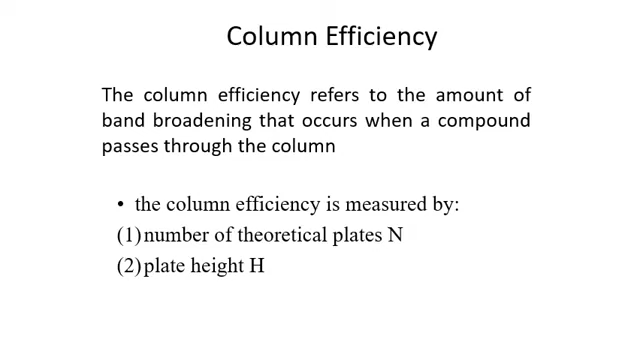 Column Efficiency
The column efficiency refers to the amount of
band broadening that occurs when a compound
passes through the column
• the column efficiency is measured by:
(1) number of theoretical plates N
(2) plate height H